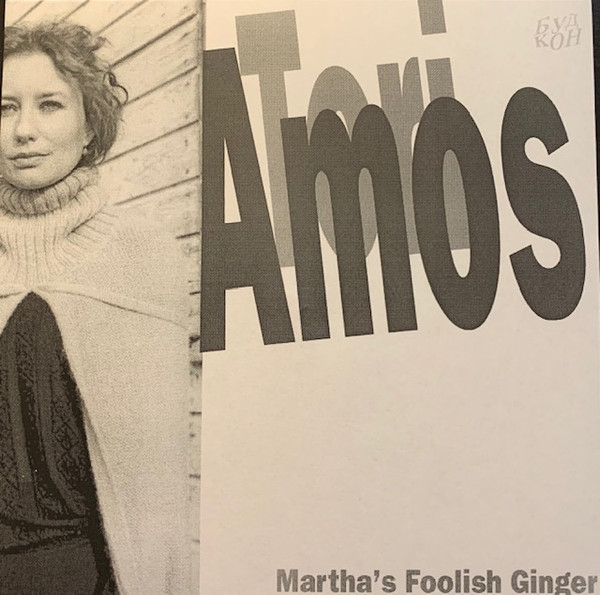 Tori
Amos
БУД
КОН
Martha's Foolish Ginger